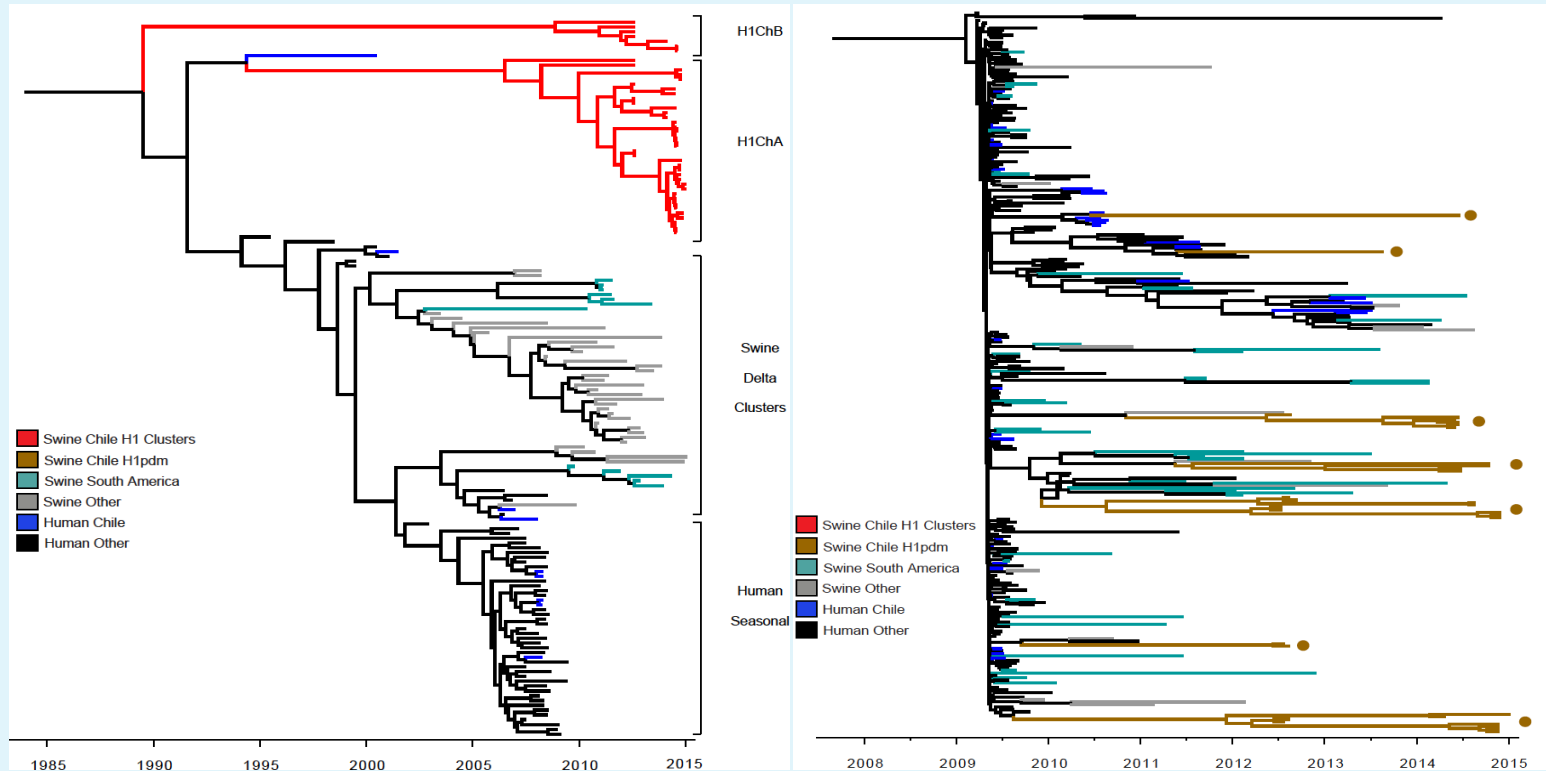 H1ChB
H1ChA
Swine
Delta
Clusters
Human
Seasonal
Swine Chile H1 Clusters
Swine Chile H1pdm
Swine South America
Swine Other
Human Chile
Human Other
1985 1990 1995 2000 2005 2010 2015
Swine Chile H1 Clusters
Swine Chile H1pdm
Swine South America
Swine Other
Human Chile
Human Other
2008 2009 2010 2011 2012 2013 2014 2015